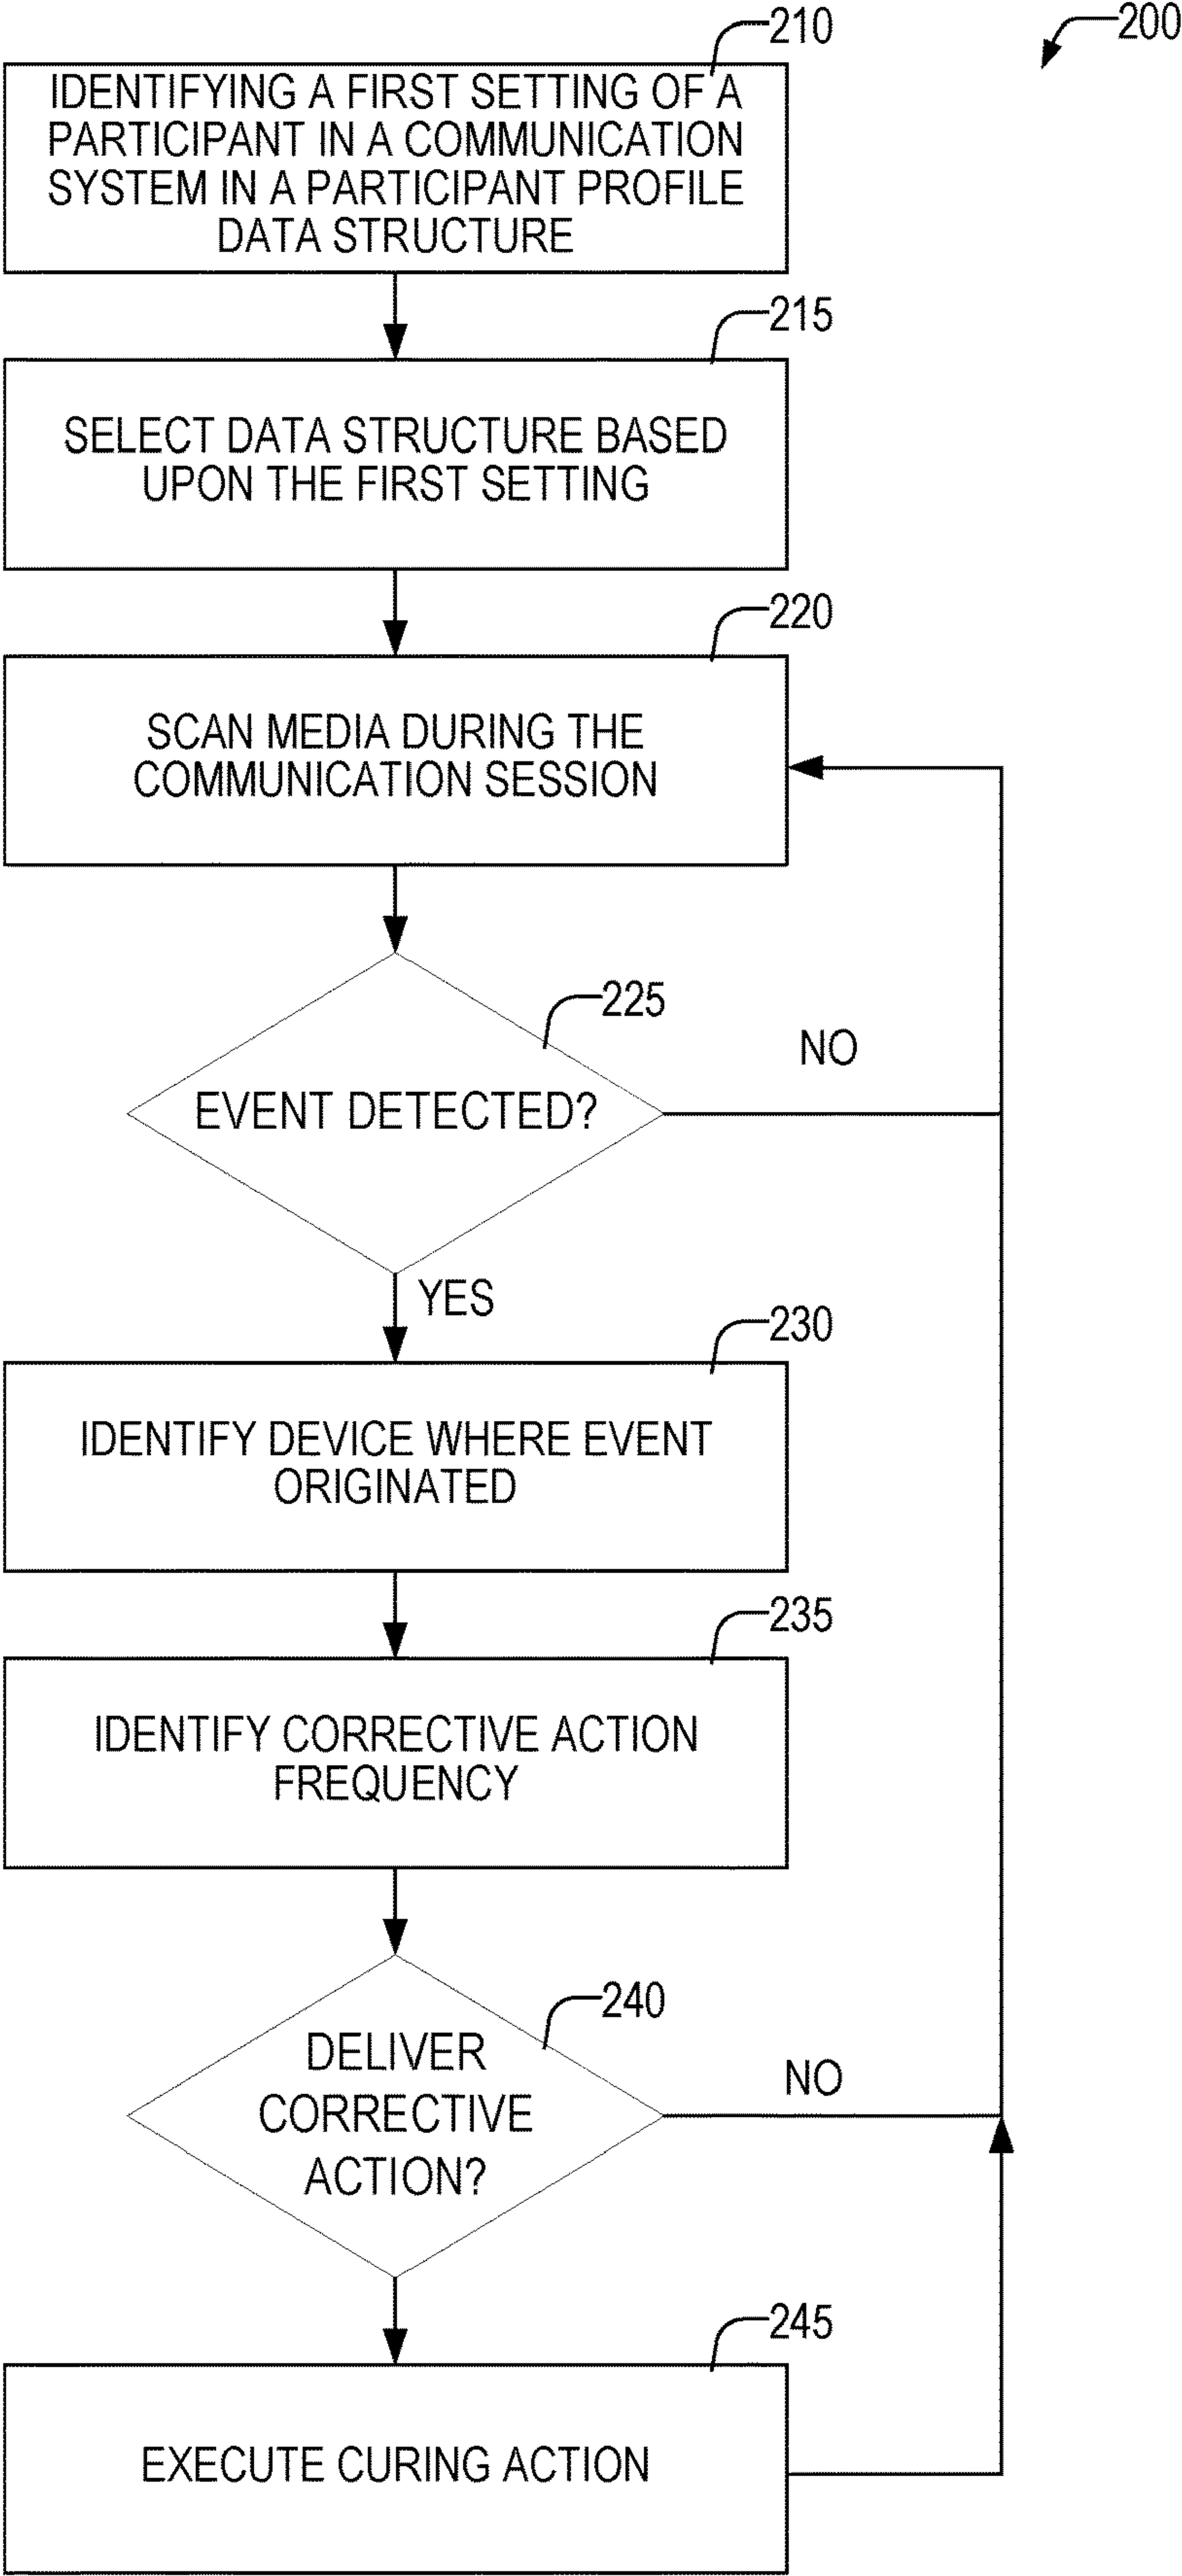 210
200
IDENTIFYING A FIRST SETTING OF A
PARTICIPANT IN A COMMUNICATION
SYSTEM IN A PARTICIPANT PROFILE
DATA STRUCTURE
215
SELECT DATA STRUCTURE BASED
UPON THE FIRST SETTING
220
SCAN MEDIA DURING THE
COMMUNICATION SESSION
225
NO
EVENT DETECTED?
YES
230
IDENTIFY DEVICE WHERE EVENT
ORIGINATED
235
IDENTIFY CORRECTIVE ACTION
FREQUENCY
240
DELIVER
CORRECTIVE
ACTION?
NO
245
EXECUTE CURING ACTION